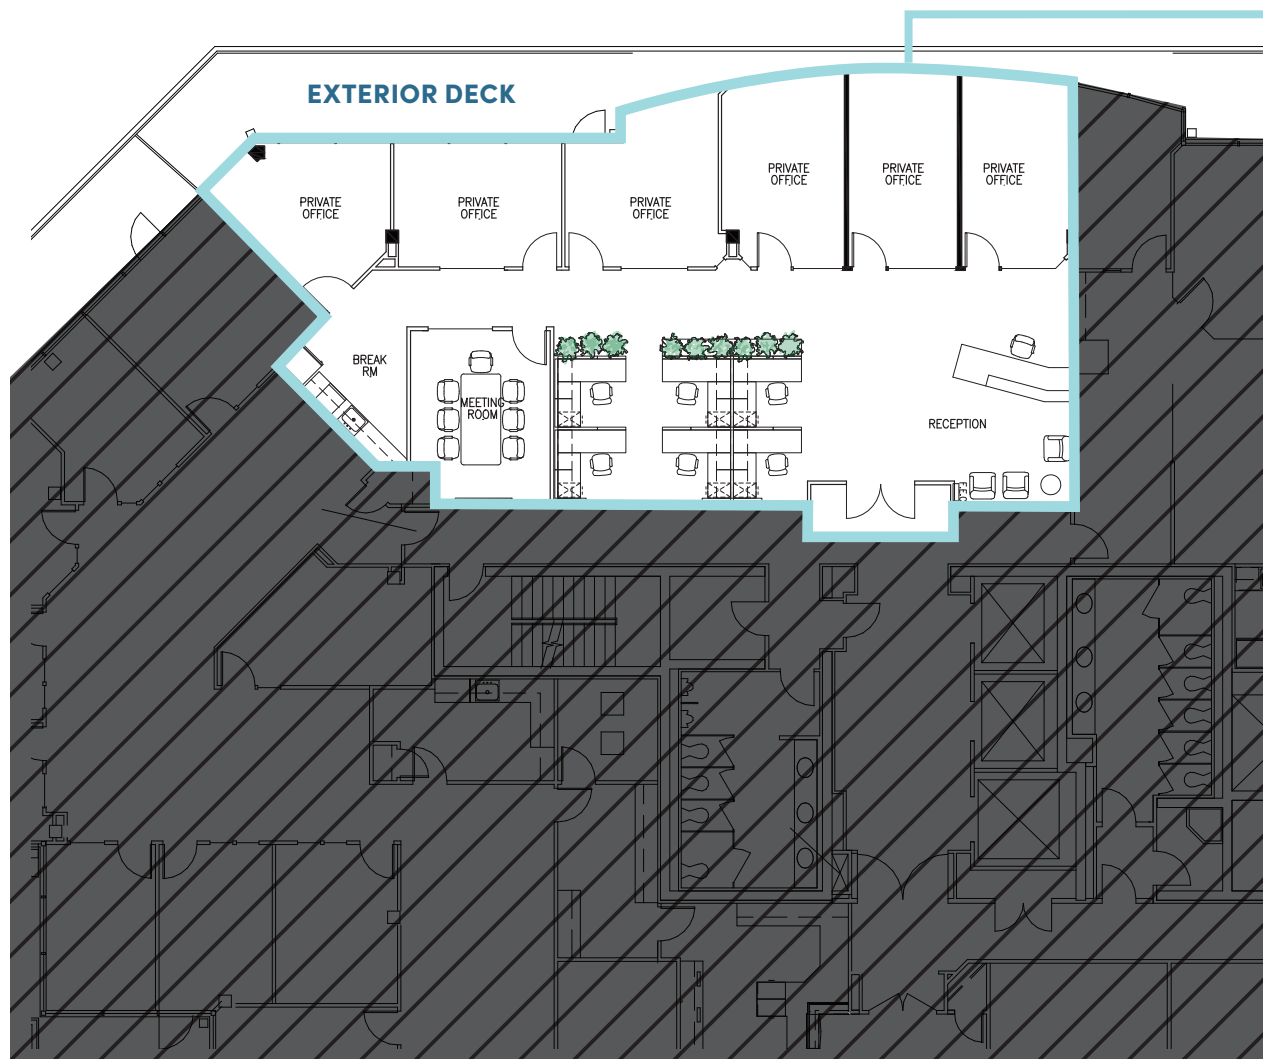 EXTERIOR DECK
PRIVATE
OFFICE
PRIVATE
OFFICE
PRIVATE
OFFICE
PRIVATE
OFFICE
PRIVATE
OFFICE
PRIVATE
OFFICE
BREAK
RM
MEETING
ROOM
RECEPTION
F.E.C.